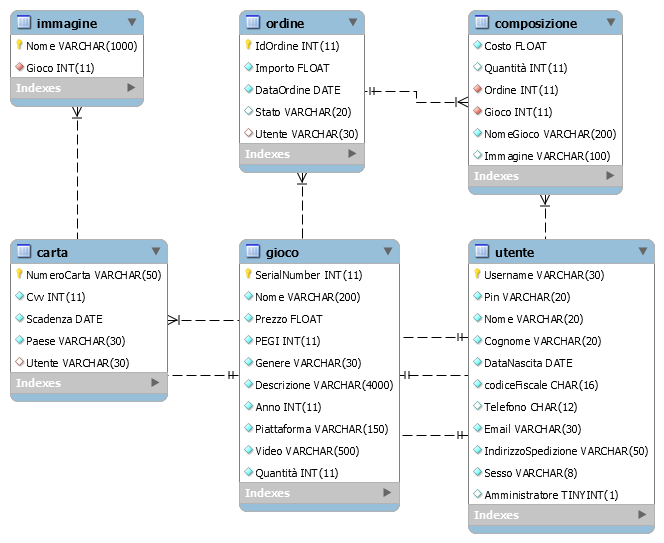 immagine
Nome VARCHAR(1000)
Gioco INT(11)
Indexes
ordine
IdOrdine INT(11)
Importo FLOAT
DataOrdine DATE
Stato VARCHAR(20)
Utente VARCHAR(30)
Indexes
composizione
Costo FLOAT
Quantità INT(11)
Ordine INT(11)
Gioco INT(11)
NomeGioco VARCHAR(200)
Immagine VARCHAR(100)
Indexes
carta
NumeroCarta VARCHAR(50)
Cvv INT(11)
Scadenza DATE
Paese VARCHAR(30)
Utente VARCHAR(30)
Indexes
gioco
SerialNumber INT(11)
Nome VARCHAR(200)
Prezzo FLOAT
PEGI INT(11)
Genere VARCHAR(30)
Descrizione VARCHAR(4000)
Anno INT(11)
Piattaforma VARCHAR(150)
Video VARCHAR(500)
Quantità INT(11)
Indexes
utente
Username VARCHAR(30)
Pin VARCHAR(20)
Nome VARCHAR(20)
Cognome VARCHAR(20)
DataNascita DATE
codiceFiscale CHAR(16)
Telefono CHAR(12)
Email VARCHAR(30)
IndirizzoSpedizione VARCHAR(50)
Sesso VARCHAR(8)
Amministratore TINYINT(1)
Indexes